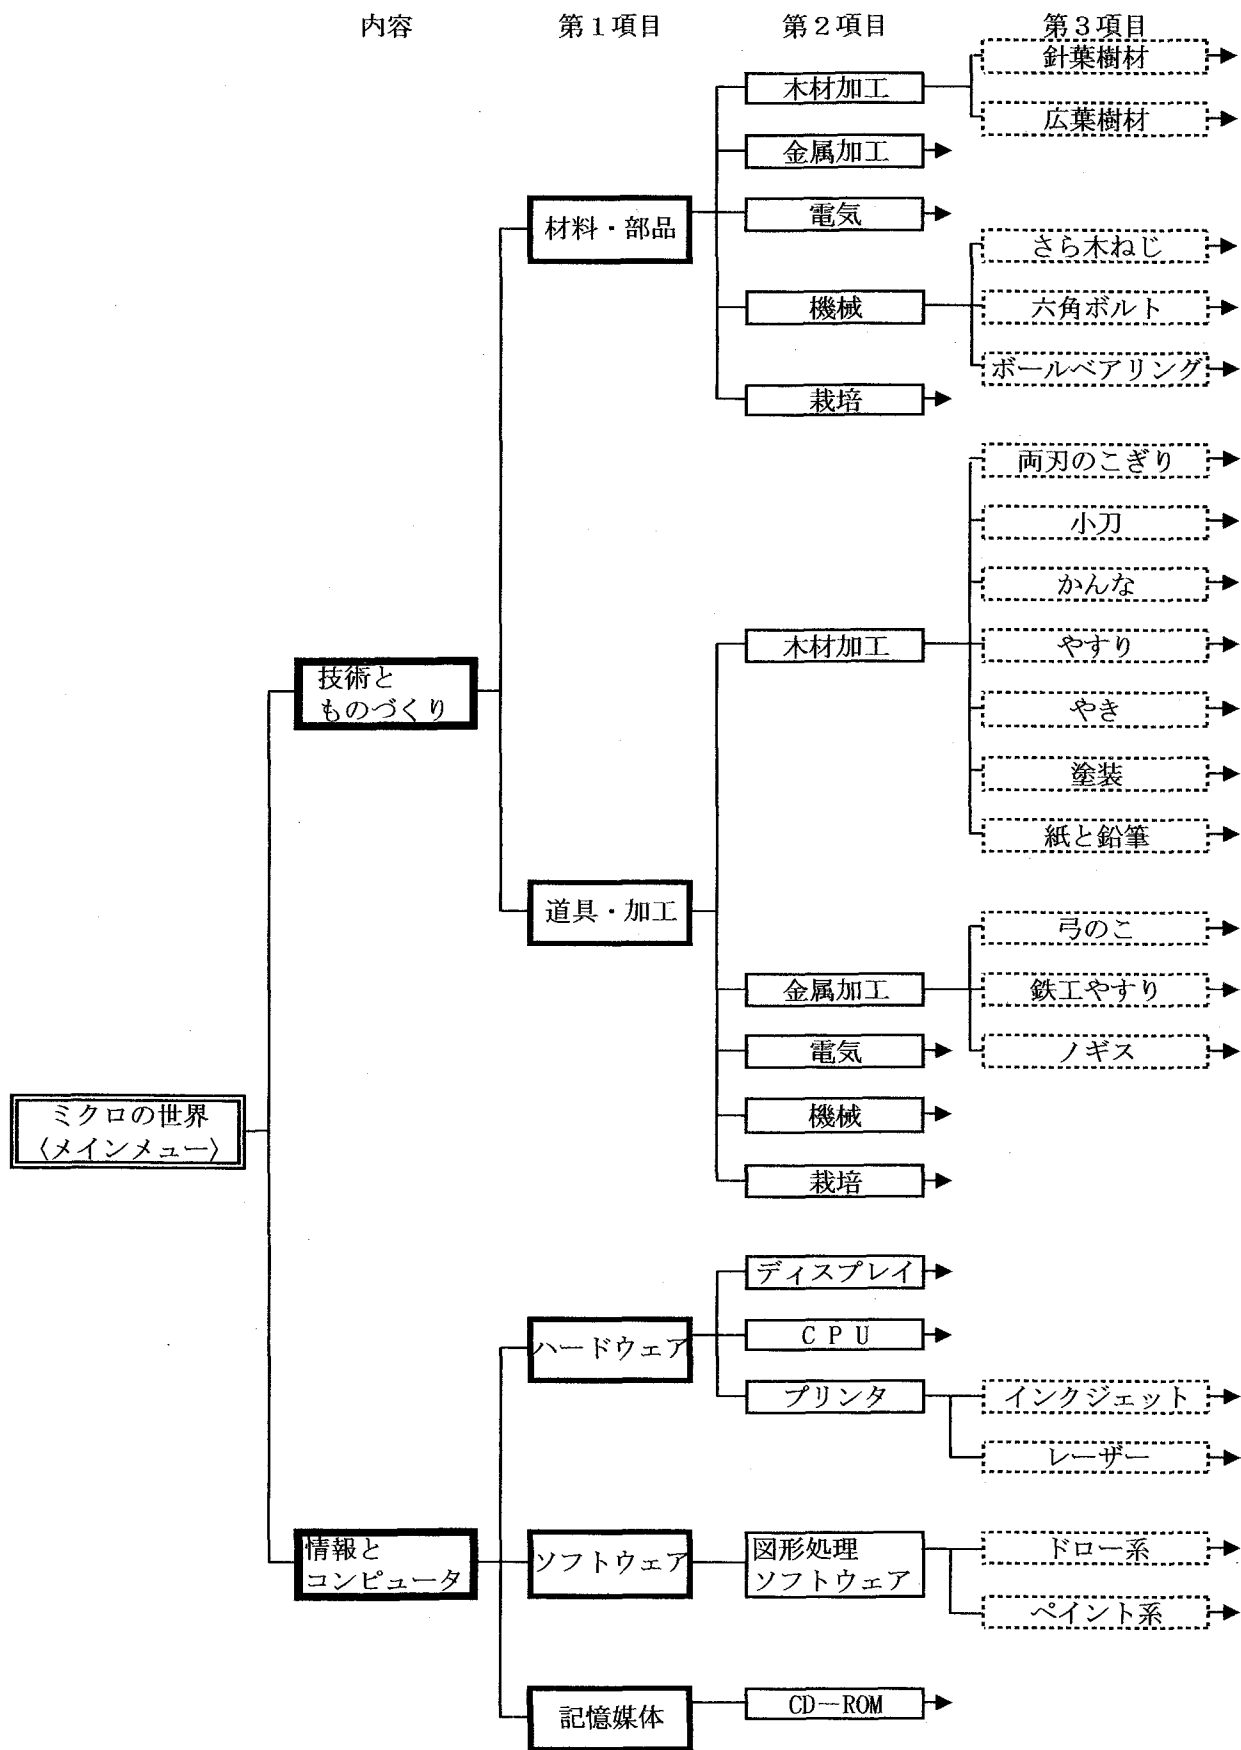 内容
第1項目
第2項目
第3項目
針葉樹材
木材加工
広葉樹材
金属加工
電気
材料・部品
さら木ねじ
機械
六角ボルト
ボールベアリング
栽培
両刃のこぎり
小刀
かんな
木材加工
やすり
技術と
ものづくり
やき
塗装
紙と鉛筆
道具・加工
弓のこ
金属加工
鉄工やすり
電気
ノギス
ミクロの世界
〈メインメュー〉
機械
栽培
ディスプレイ
ハードウェア
CPU
プリンタ
インクジェット
レーザー
情報と
コンピュータ
ソフトウェア
図形処理
ソフトウェア
ドロー系
ペイント系
記憶媒体
CD―ROM